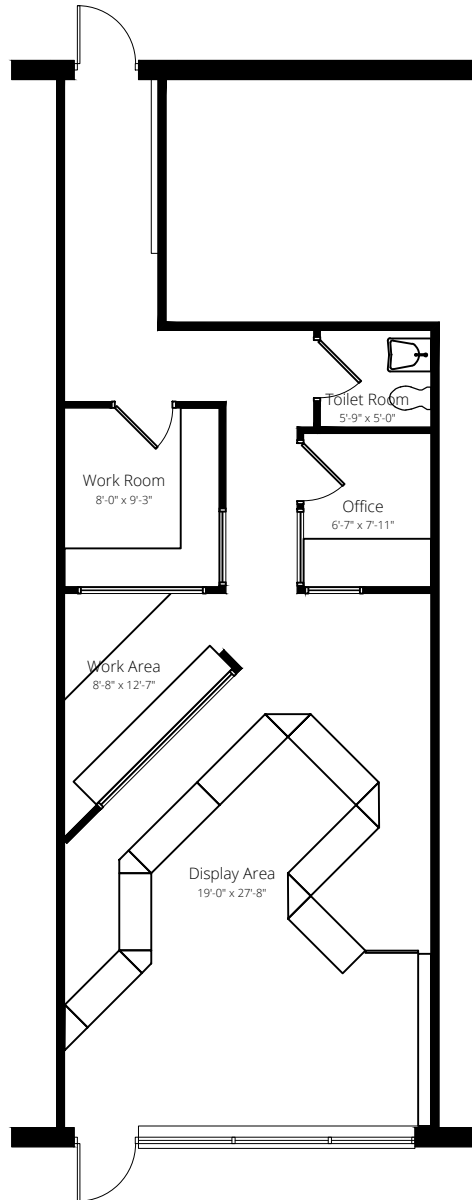 Toilet Room
5'-9" x 5'-0"
Work Room
8'-0" x 9'-3"
Office
6'-7" x 7'-11"
Work Area
8'-8" x 12'-7"
Display Area
19'-0" x 27'-8"